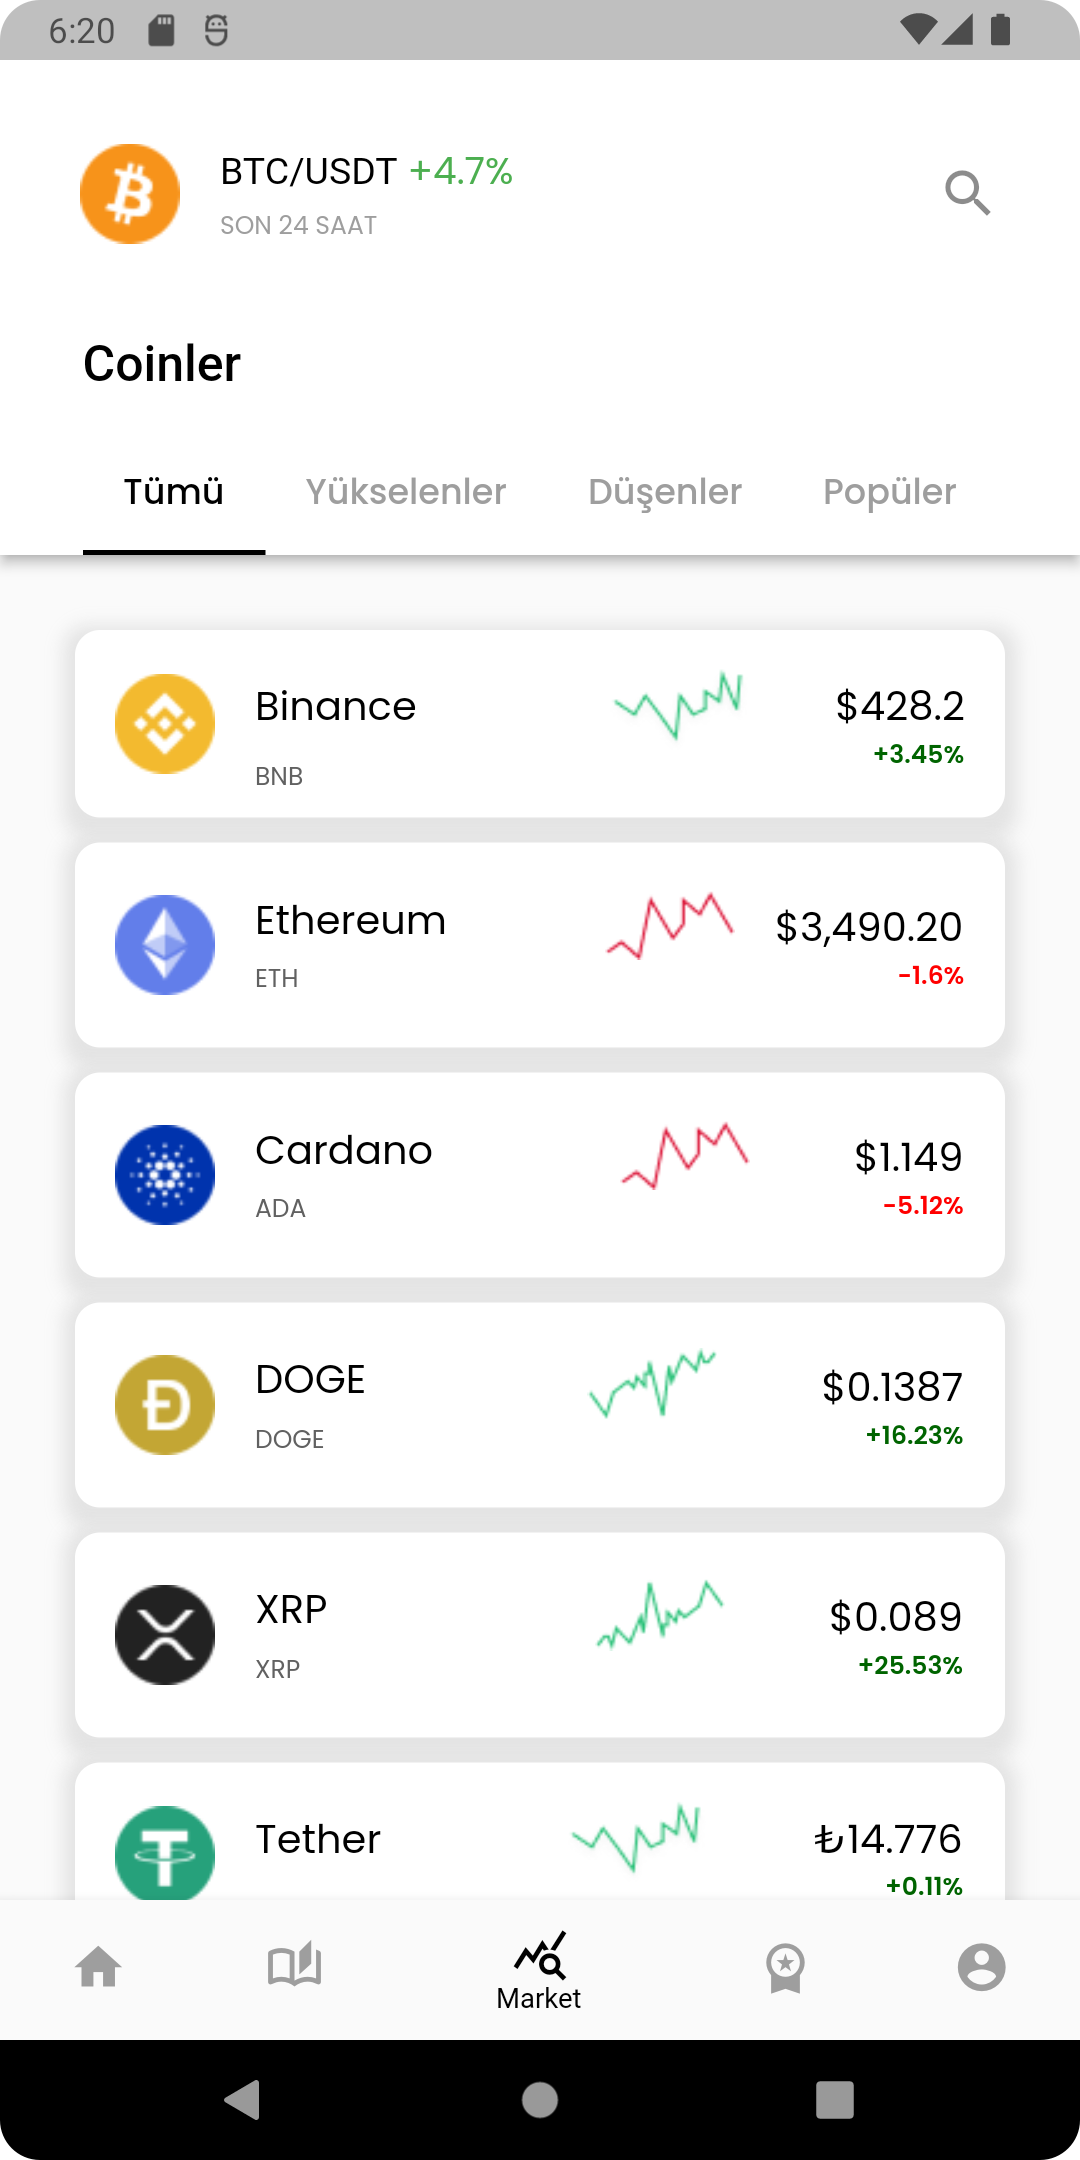 6:20
BTC/USDT +4.7%
SON 24 SAAT
Coinler
Tümü Yükselenler Düşenler Popüler
Binance
$428.2
+3.45%
BNB
Ethereum
$3,490.20
-1.6%
ETH
Cardano
$1.149
-5.12%
ADA
DOGE
$0.1387
+16.23%
DOGE
XRP
$0.089
+25.53%
XRP
Tether
₺14.776
+0.11%
Market